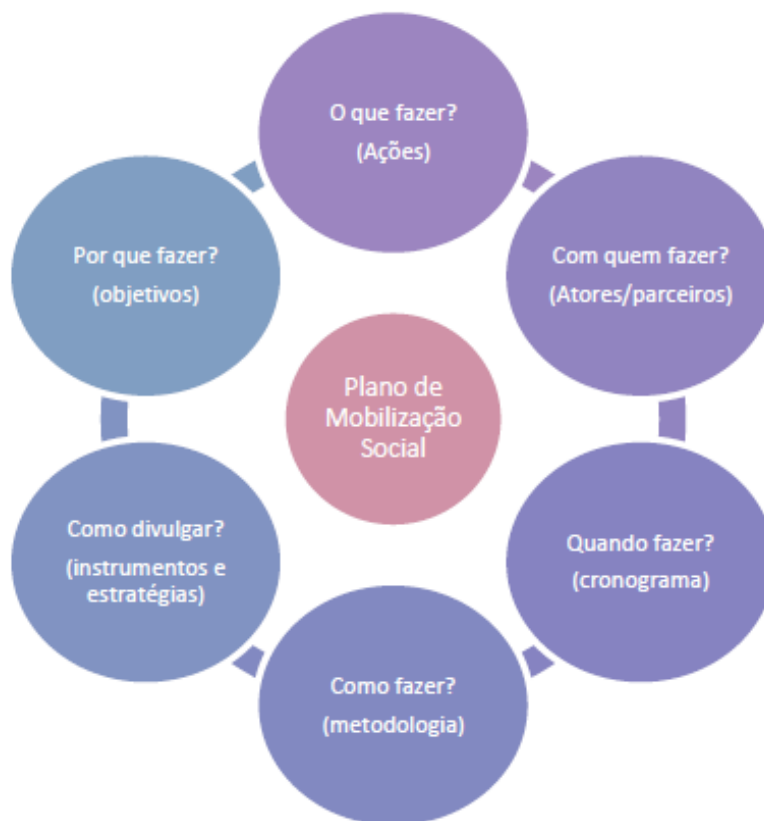 O que fazer?
(Ações)
Com quem fazer?
(Atores/parceiros)
Quando fazer?
(cronograma)
Como fazer?
(metodologia)
Como divulgar?
(instrumentos e
estratégias)
Por que fazer?
(objetivos)
Plano de
Mobilização
Social